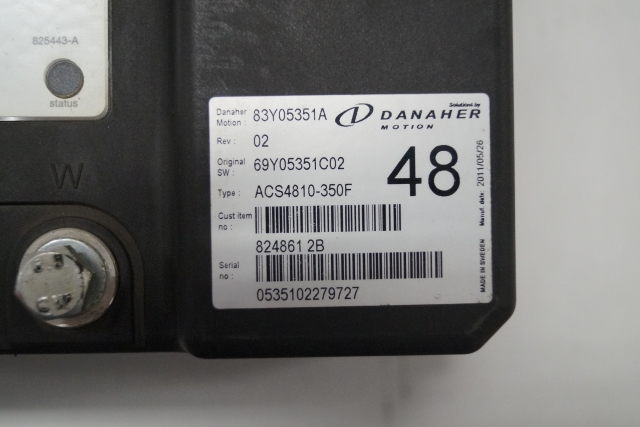 825443-A
status
W
Danaher Motion : 83Y05351A
Solutions by
DANAHER
MOTION
Rev : 02
Original SW : 69Y05351C02
48
Type : ACS4810-350F
Cust item no :
824861 2B
Serial no :
0535102279727
Manuf. date: 2011/05/26
MADE IN SWEDEN